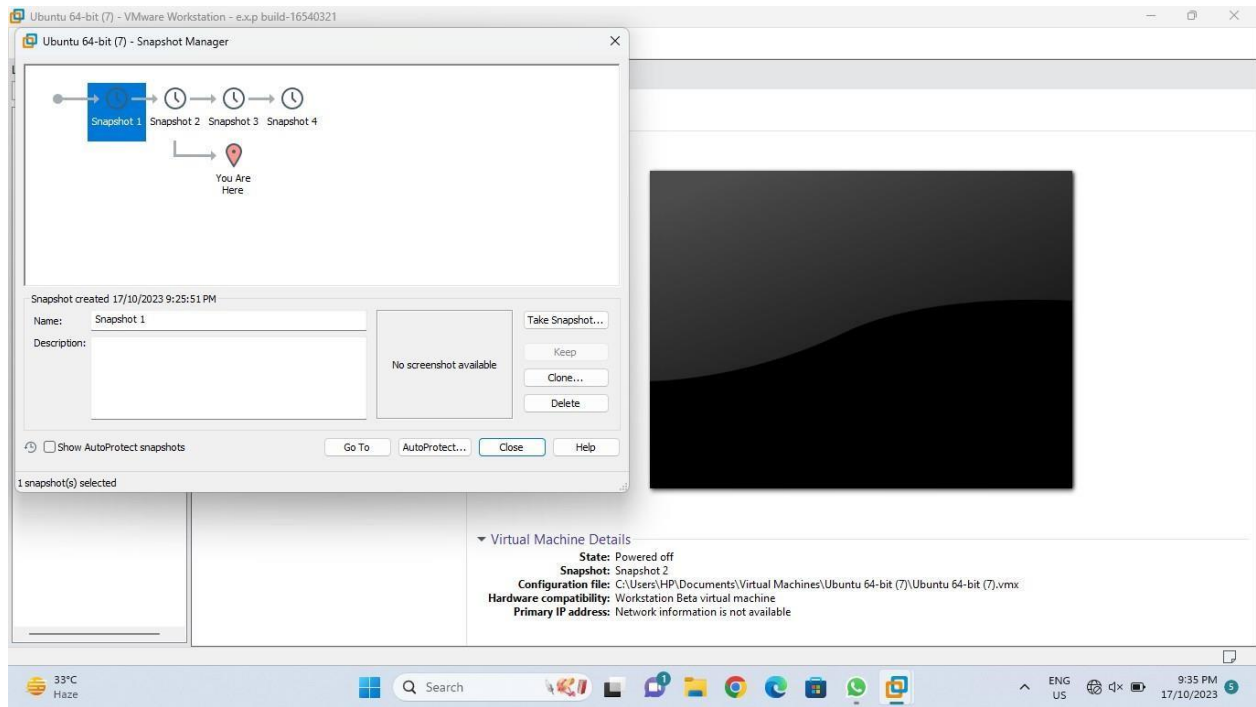 Ubuntu 64-bit (7) - VMware Workstation - e.x.p build-16540321
Ubuntu 64-bit (7) - Snapshot Manager
Snapshot 1 Snapshot 2 Snapshot 3 Snapshot 4
You Are
Here
Snapshot created 17/10/2023 9:25:51 PM
Name: Snapshot 1
Description:
No screenshot available
Take Snapshot...
Keep
Clone...
Delete
Show AutoProtect snapshots
Go To AutoProtect... Close Help
1 snapshot(s) selected
Virtual Machine Details
State: Powered off
Snapshot: Snapshot 2
Configuration file: C:\Users\HP\Documents\Virtual Machines\Ubuntu 64-bit (7)\Ubuntu 64-bit (7).vmx
Hardware compatibility: Workstation Beta virtual machine
Primary IP address: Network information is not available
33°C
Haze
Search
1
ENG
US
9:35 PM
17/10/2023
5